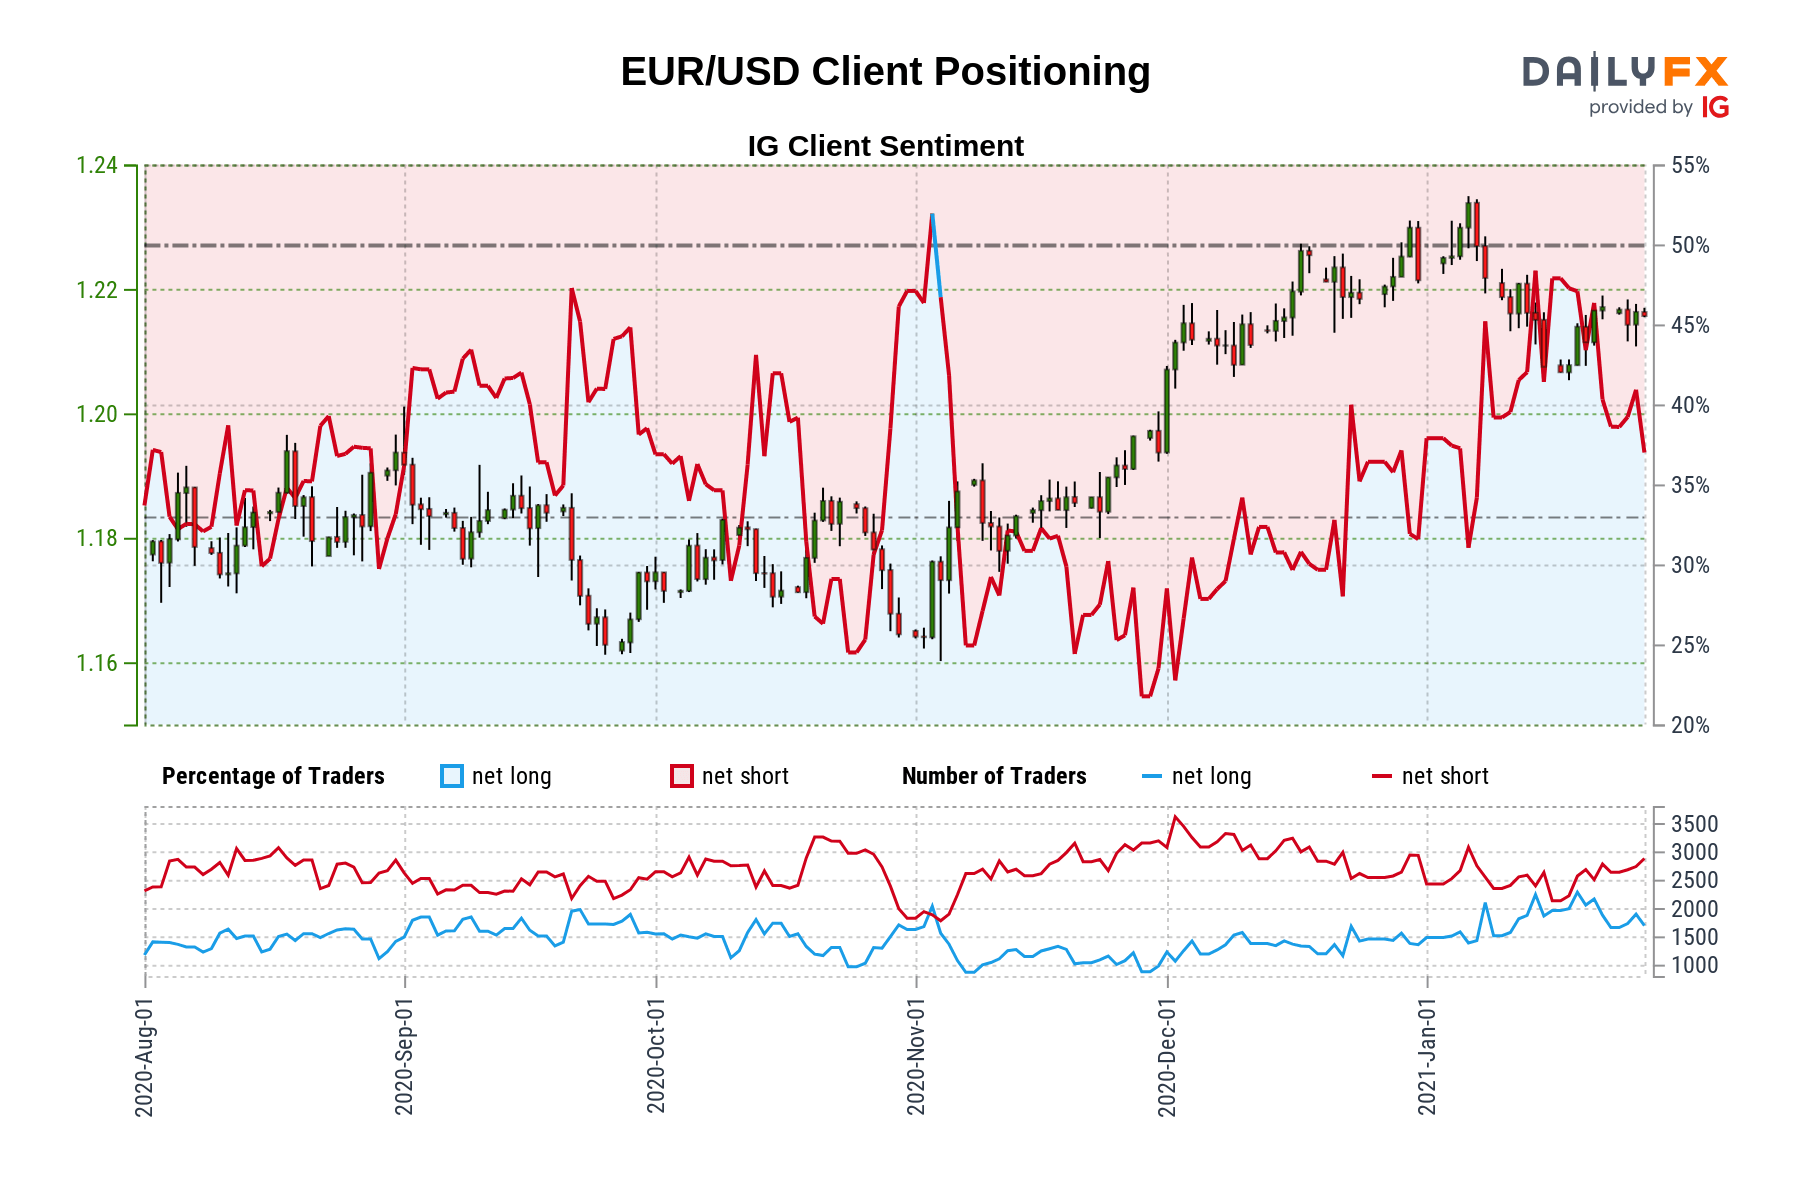 EUR/USD Client Positioning
DAILYFX
provided by IG
IG Client Sentiment
1.24
1.22
1.20
1.18
1.16
55%
50%
45%
40%
35%
30%
25%
20%
Percentage of Traders
net long
net short
Number of Traders
net long
net short
3500
3000
2500
2000
1500
1000
2020-Aug-01
2020-Sep-01
2020-Oct-01
2020-Nov-01
2020-Dec-01
2021-Jan-01